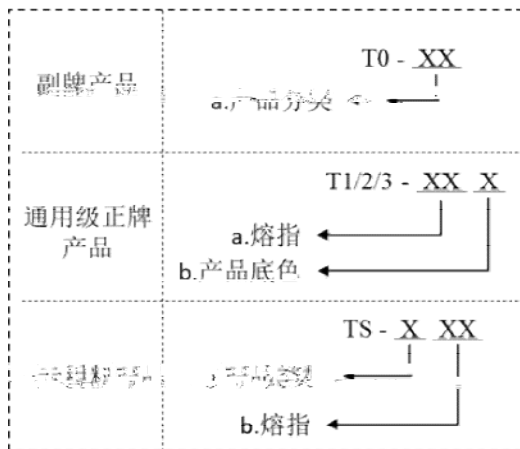 T0 - XX
副牌产品
a.产品分类
T1/2/3 - XX X
通用级正牌
产品
a.熔指
b.产品底色
TS - X XX
b.熔指